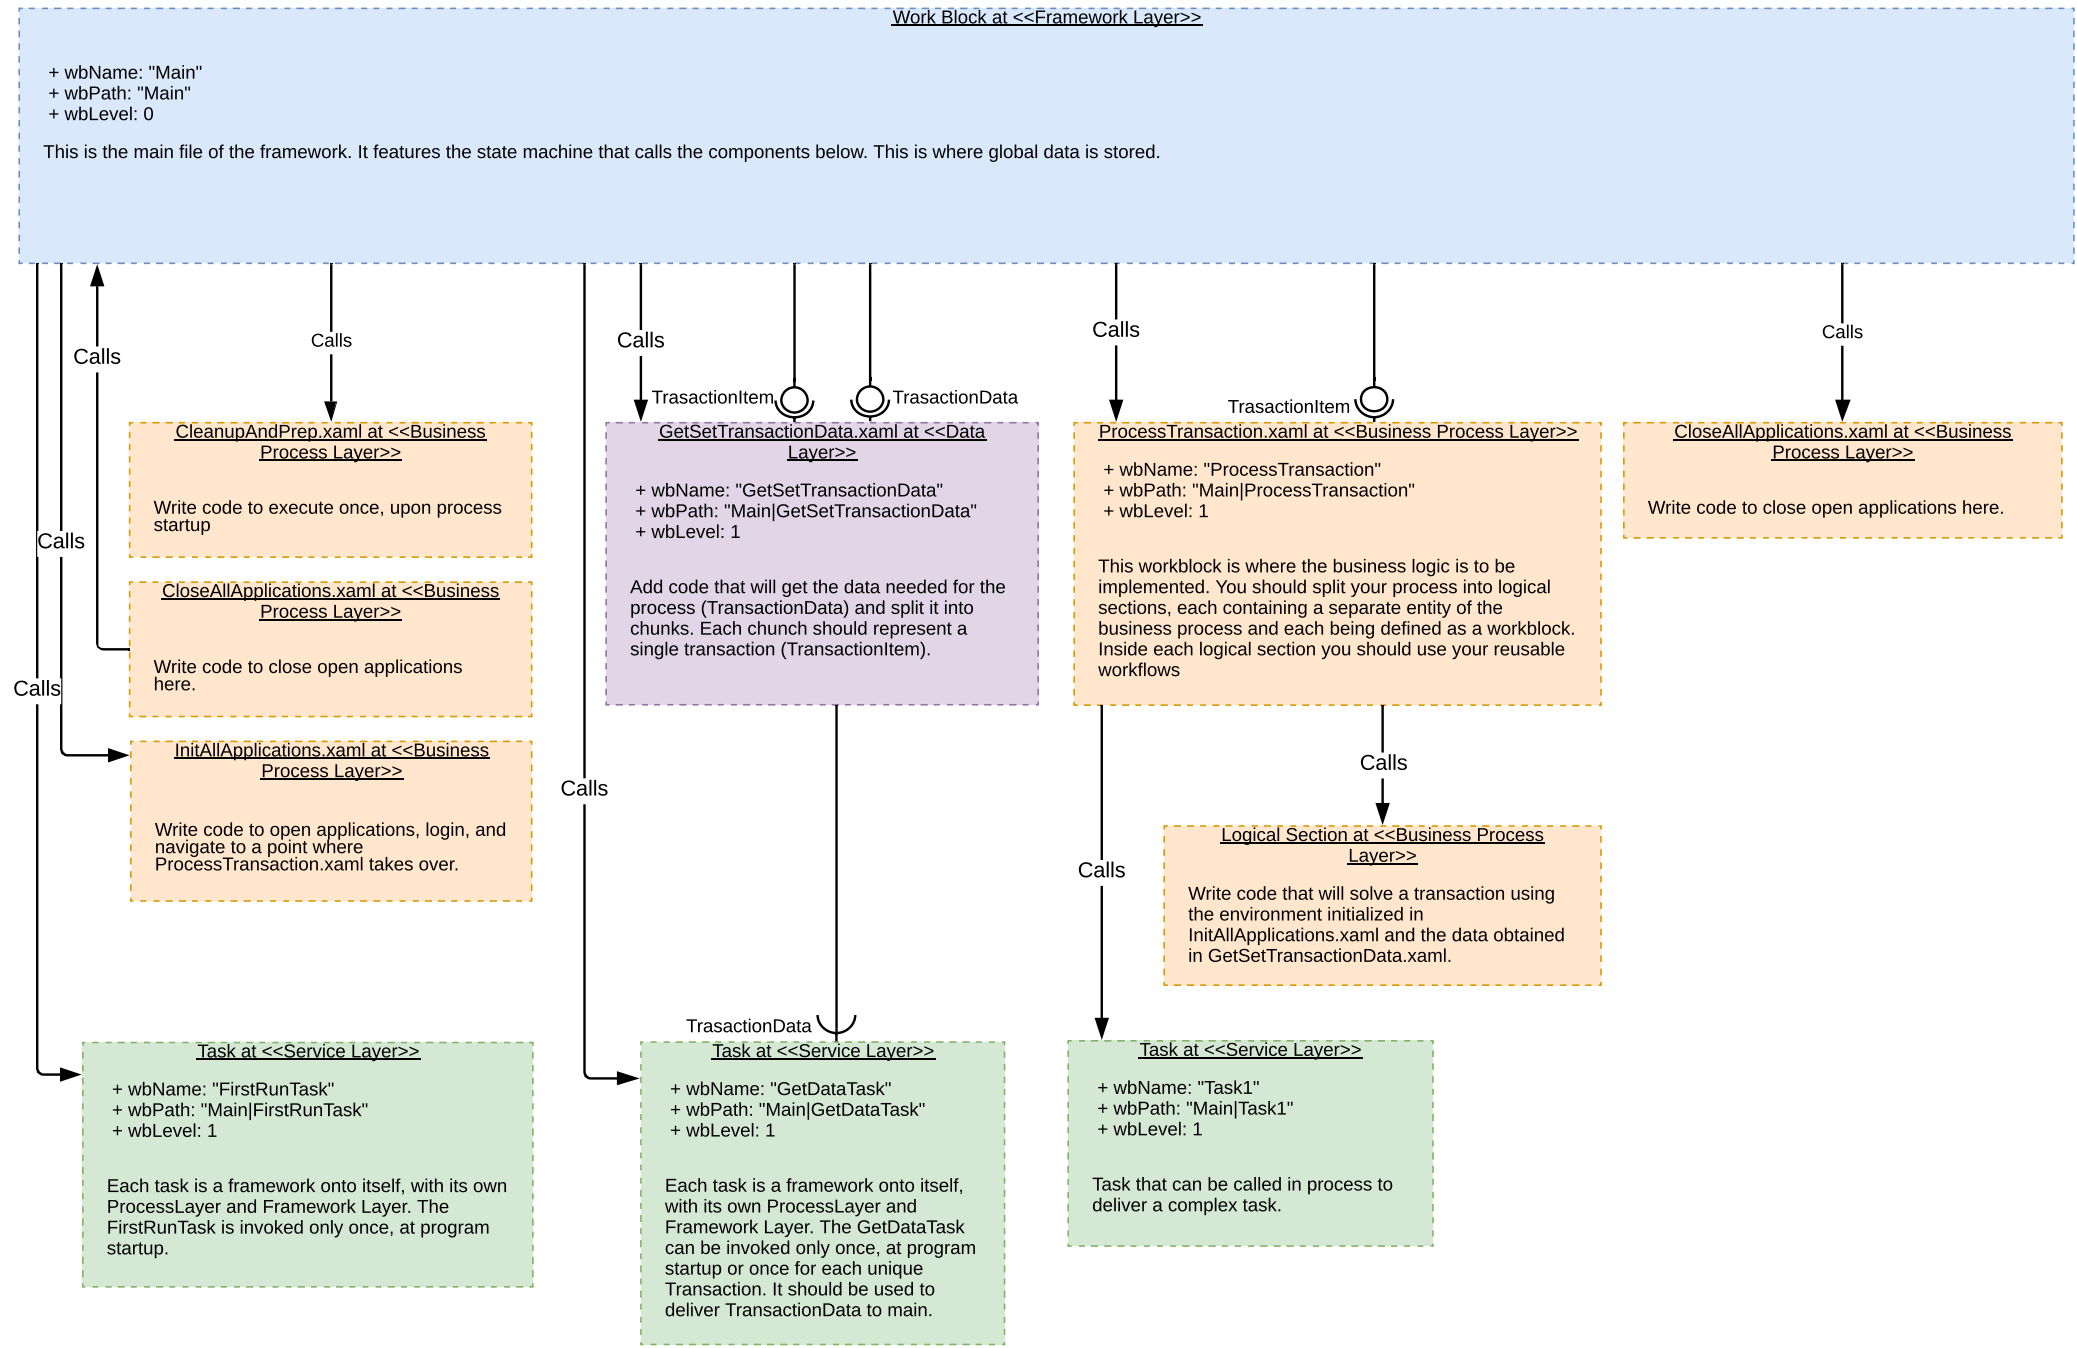 Work Block at <<Framework Layer>>
+ wbName: "Main"
+ wbPath: "Main"
+ wbLevel: 0
This is the main file of the framework. It features the state machine that calls the components below. This is where global data is stored.
Calls
Calls
Calls
Calls
Calls
Calls
Calls
Calls
TrasactionItem
TrasactionData
TrasactionItem
CleanupAndPrep.xaml at <<Business
Process Layer>>
Write code to execute once, upon process
startup
CloseAllApplications.xaml at <<Business
Process Layer>>
Write code to close open applications
here.
InitAllApplications.xaml at <<Business
Process Layer>>
Write code to open applications, login, and
navigate to a point where
ProcessTransaction.xaml takes over.
GetSetTransactionData.xaml at <<Data
Layer>>
+ wbName: "GetSetTransactionData"
+ wbPath: "Main|GetSetTransactionData"
+ wbLevel: 1
Add code that will get the data needed for the
process (TransactionData) and split it into
chunks. Each chunch should represent a
single transaction (TransactionItem).
ProcessTransaction.xaml at <<Business Process Layer>>
+ wbName: "ProcessTransaction"
+ wbPath: "Main|ProcessTransaction"
+ wbLevel: 1
This workblock is where the business logic is to be
implemented. You should split your process into logical
sections, each containing a separate entity of the
business process and each being defined as a workblock.
Inside each logical section you should use your reusable
workflows
CloseAllApplications.xaml at <<Business
Process Layer>>
Write code to close open applications here.
Calls
Calls
Logical Section at <<Business Process
Layer>>
Write code that will solve a transaction using
the environment initialized in
InitAllApplications.xaml and the data obtained
in GetSetTransactionData.xaml.
TrasactionData
Task at <<Service Layer>>
+ wbName: "FirstRunTask"
+ wbPath: "Main|FirstRunTask"
+ wbLevel: 1
Each task is a framework onto itself, with its own
ProcessLayer and Framework Layer. The
FirstRunTask is invoked only once, at program
startup.
Task at <<Service Layer>>
+ wbName: "GetDataTask"
+ wbPath: "Main|GetDataTask"
+ wbLevel: 1
Each task is a framework onto itself,
with its own ProcessLayer and
Framework Layer. The GetDataTask
can be invoked only once, at program
startup or once for each unique
Transaction. It should be used to
deliver TransactionData to main.
Task at <<Service Layer>>
+ wbName: "Task1"
+ wbPath: "Main|Task1"
+ wbLevel: 1
Task that can be called in process to
deliver a complex task.